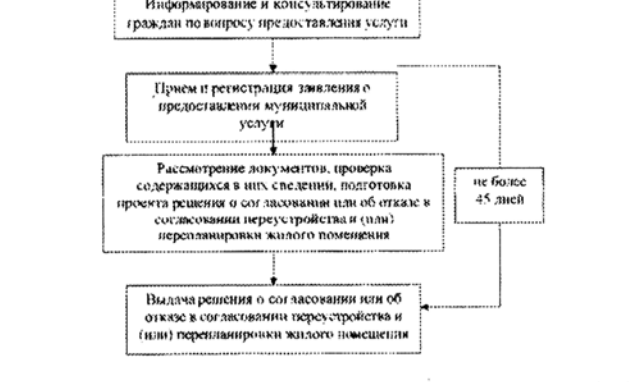 Информирование и консультирование
граждан по вопросу предоставления услуги
Прием и регистрация заявления о
предоставлении муниципальной
услуги
Рассмотрение документов, проверка
содержащихся в них сведений, подготовка
проекта решения о согласовании или об отказе в
согласовании переустройства и (или)
перепланировки жилого помещения
не более
45 дней
Выдача решения о согласовании или об
отказе в согласовании переустройства и
(или) перепланировки жилого помещения